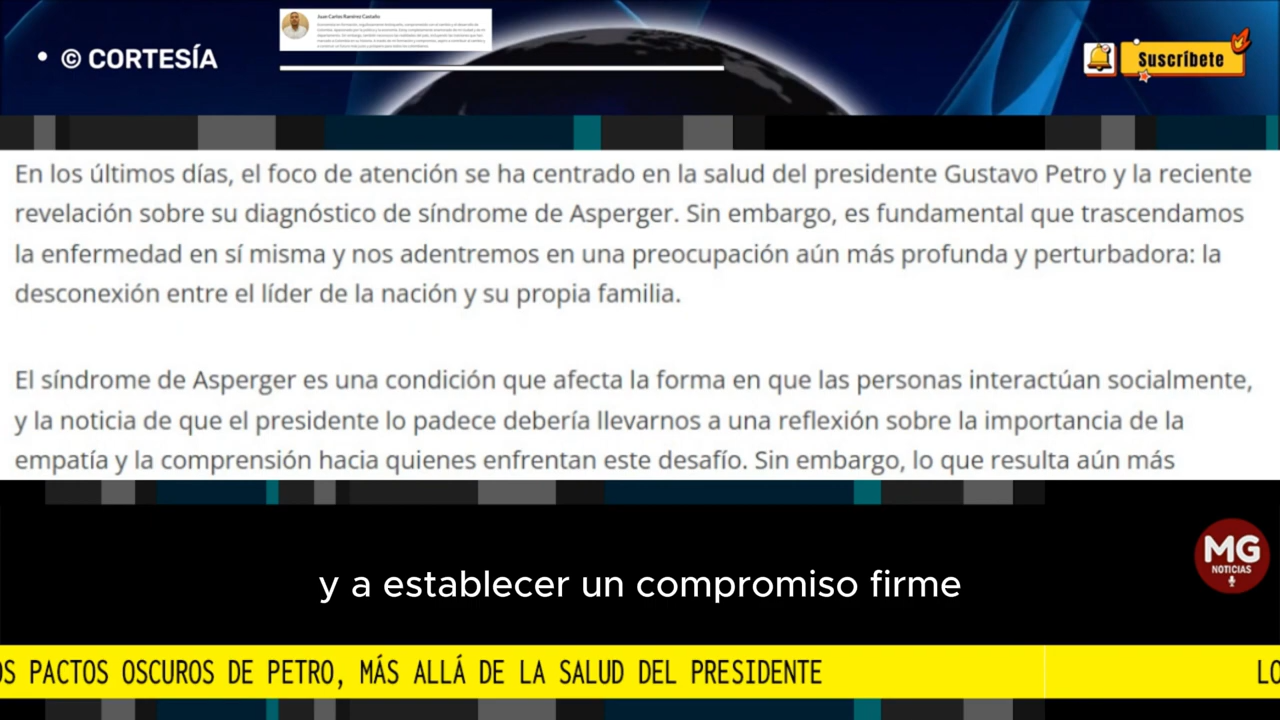 Juan Carlos Ramírez Castaño
• © CORTESÍA
Suscríbete
En los últimos días, el foco de atención se ha centrado en la salud del presidente Gustavo Petro y la reciente
revelación sobre su diagnóstico de síndrome de Asperger. Sin embargo, es fundamental que trascendamos
la enfermedad en sí misma y nos adentremos en una preocupación aún más profunda y perturbadora: la
desconexión entre el líder de la nación y su propia familia.
El síndrome de Asperger es una condición que afecta la forma en que las personas interactúan socialmente,
y la noticia de que el presidente lo padece debería llevarnos a una reflexión sobre la importancia de la
empatía y la comprensión hacia quienes enfrentan este desafío. Sin embargo, lo que resulta aún más
MG
NOTICIAS
y a establecer un compromiso firme
OS PACTOS OSCUROS DE PETRO, MÁS ALLÁ DE LA SALUD DEL PRESIDENTE
LO